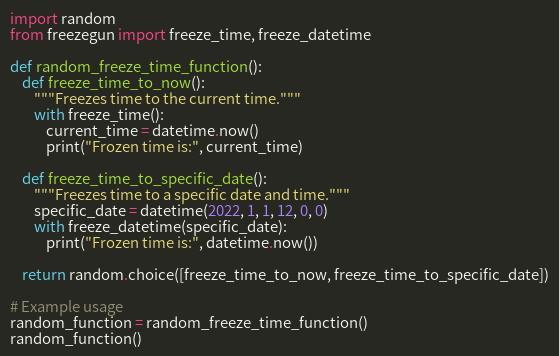 import random
from freezegun import freeze_time, freeze_datetime

def random_freeze_time_function():
    def freeze_time_to_now():
        """Freezes time to the current time."""
        with freeze_time():
            current_time = datetime.now()
            print("Frozen time is:", current_time)

    def freeze_time_to_specific_date():
        """Freezes time to a specific date and time."""
        specific_date = datetime(2022, 1, 1, 12, 0, 0)
        with freeze_datetime(specific_date):
            print("Frozen time is:", datetime.now())

    return random.choice([freeze_time_to_now, freeze_time_to_specific_date])

# Example usage
random_function = random_freeze_time_function()
random_function()